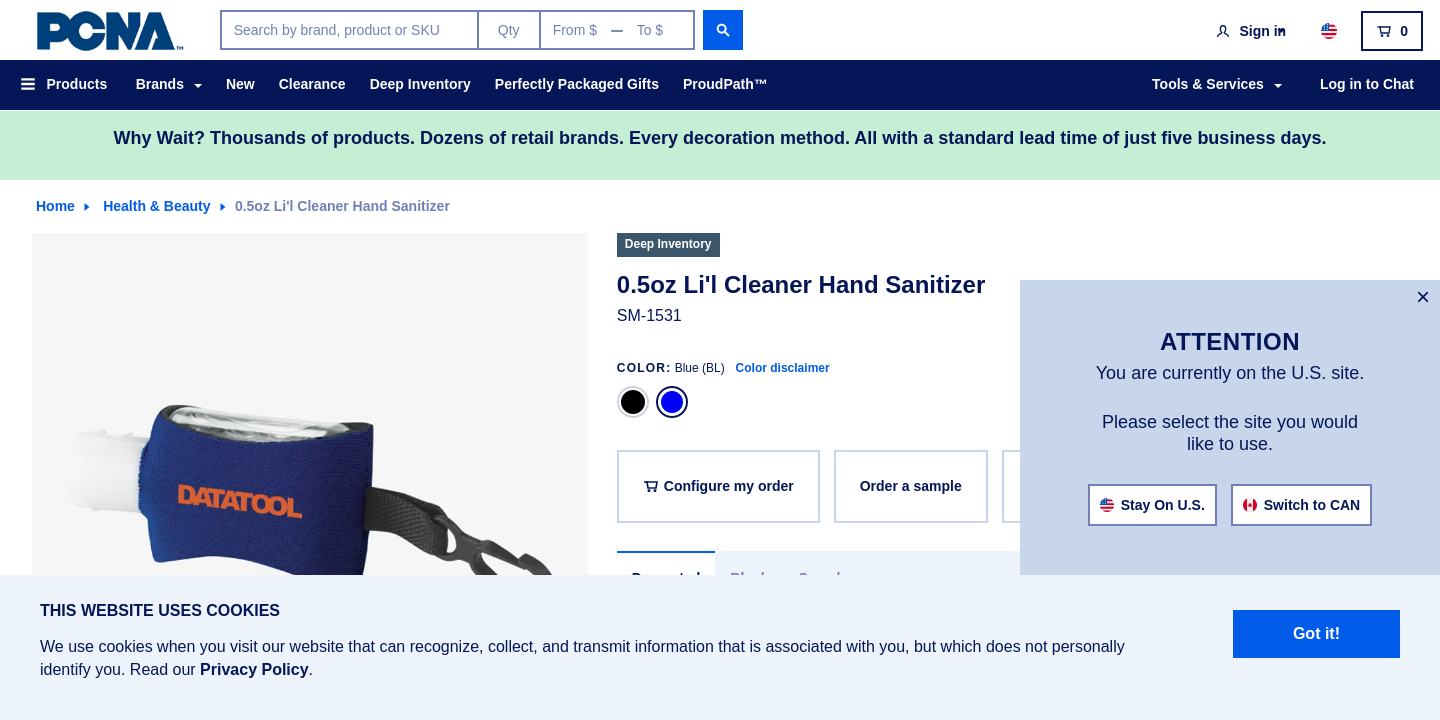 PCNA™
Search by brand, product or SKU
Qty
From $ — To $
Sign in
0
Products
Brands
New
Clearance
Deep Inventory
Perfectly Packaged Gifts
ProudPath™
Tools & Services
Log in to Chat
Why Wait? Thousands of products. Dozens of retail brands. Every decoration method. All with a standard lead time of just five business days.
Home
Health & Beauty
0.5oz Li'l Cleaner Hand Sanitizer
Deep Inventory
0.5oz Li'l Cleaner Hand Sanitizer
SM-1531
COLOR: Blue (BL) Color disclaimer
DATATOOL
Configure my order
Order a sample
×
ATTENTION
You are currently on the U.S. site.
Please select the site you would
like to use.
Stay On U.S.
Switch to CAN
THIS WEBSITE USES COOKIES
We use cookies when you visit our website that can recognize, collect, and transmit information that is associated with you, but which does not personally
identify you. Read our Privacy Policy.
Got it!